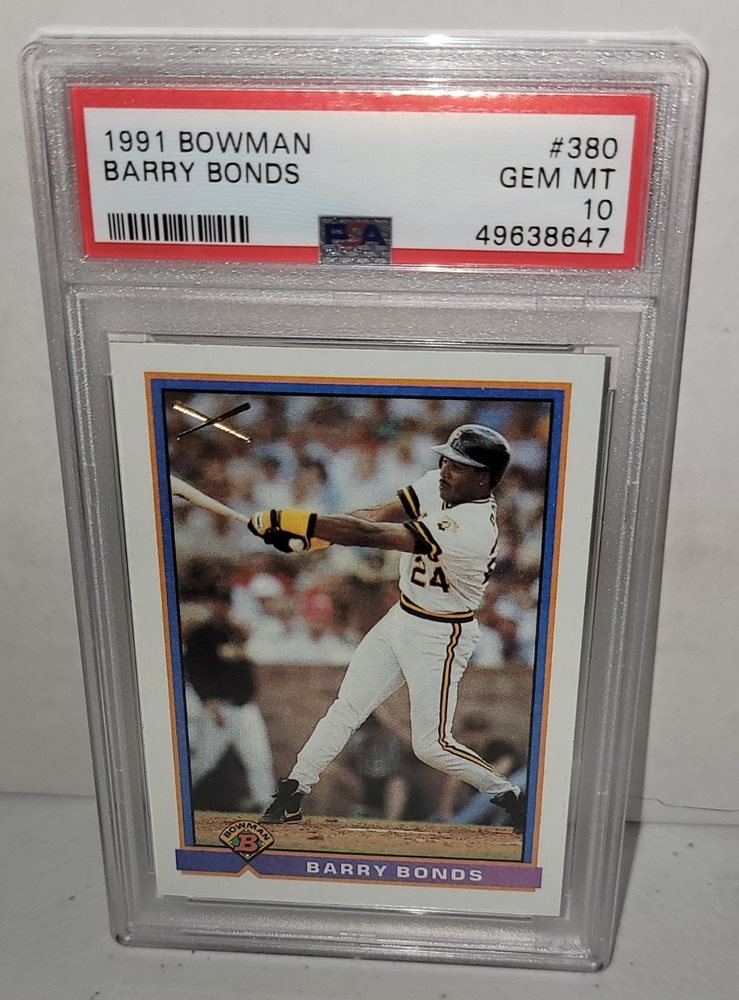 1991 BOWMAN
#380
BARRY BONDS
GEM MT
10
PSA
49638647
P
24
BOWMAN
B
BARRY BONDS